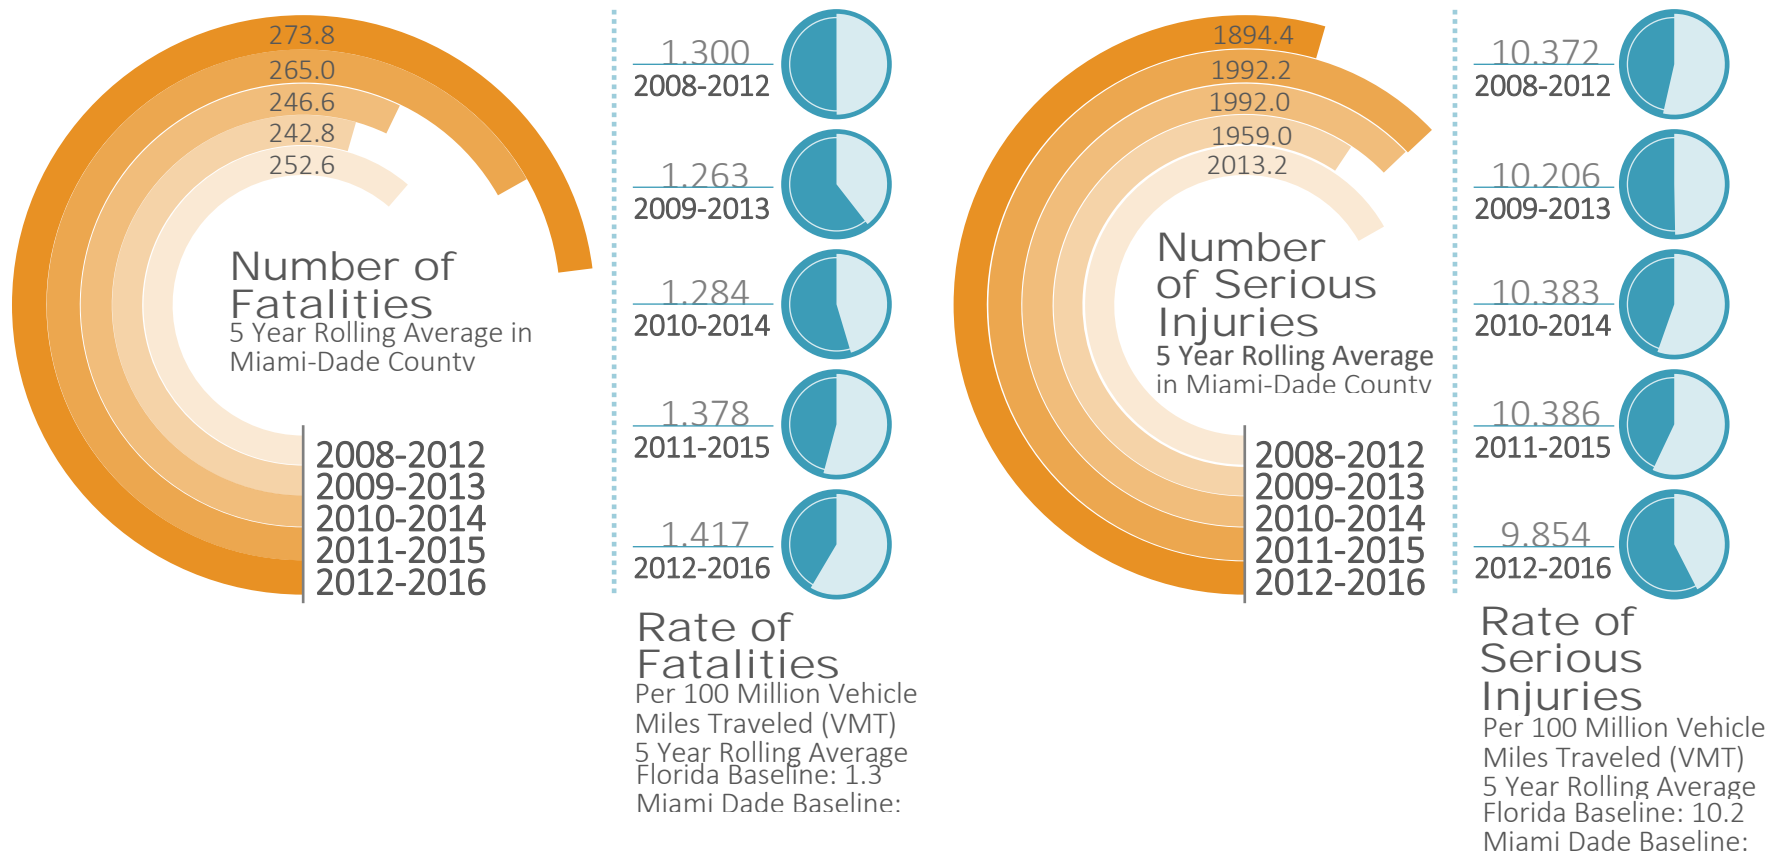 273.8
265.0
246.6
242.8
252.6
Number of
Fatalities
5 Year Rolling Average in
Miami-Dade County
2008-2012
2009-2013
2010-2014
2011-2015
2012-2016
1.300
2008-2012
1.263
2009-2013
1.284
2010-2014
1.378
2011-2015
1.417
2012-2016
Rate of
Fatalities
Per 100 Million Vehicle
Miles Traveled (VMT)
5 Year Rolling Average
Florida Baseline: 1.3
Miami Dade Baseline:
1894.4
1992.2
1992.0
1959.0
2013.2
Number
of Serious
Injuries
5 Year Rolling Average
in Miami-Dade County
2008-2012
2009-2013
2010-2014
2011-2015
2012-2016
10.372
2008-2012
10.206
2009-2013
10.383
2010-2014
10.386
2011-2015
9.854
2012-2016
Rate of
Serious
Injuries
Per 100 Million Vehicle
Miles Traveled (VMT)
5 Year Rolling Average
Florida Baseline: 10.2
Miami Dade Baseline: